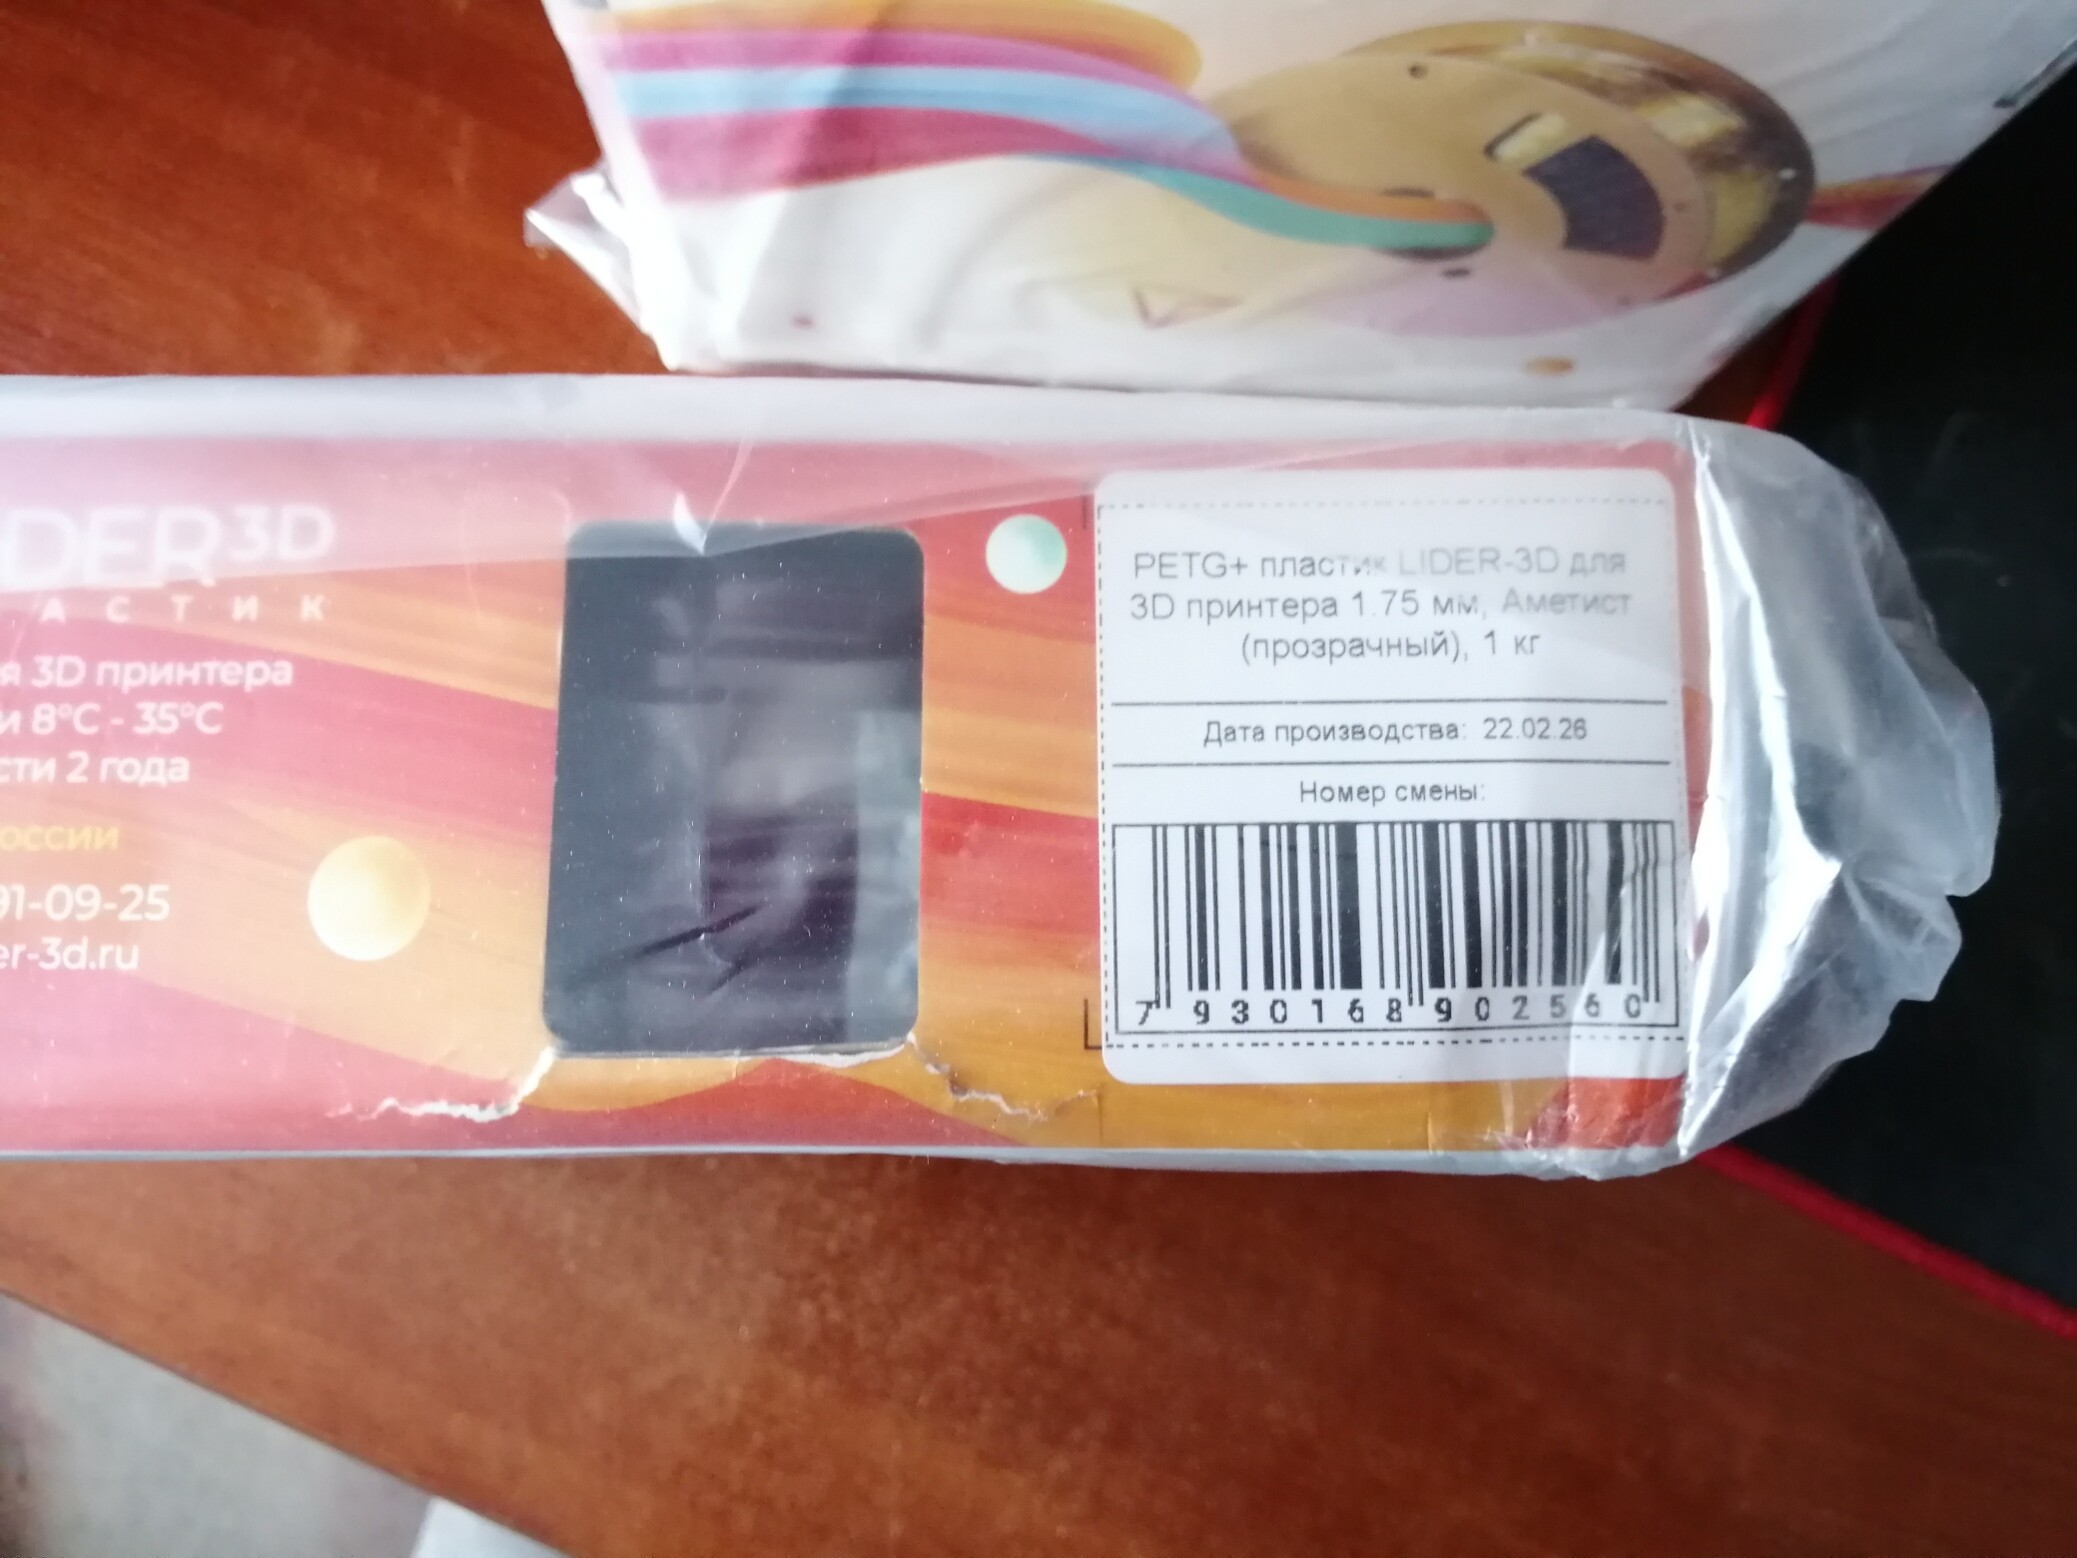 DER3D
АСТИК
я 3D принтера
и 8°C - 35°C
сти 2 года
оссии
91-09-25
er-3d.ru
PETG+ пластик LIDER-3D для
3D принтера 1.75 мм, Аметист
(прозрачный), 1 кг
Дата производства: 22.02.26
Номер смены:
7 930168 902560